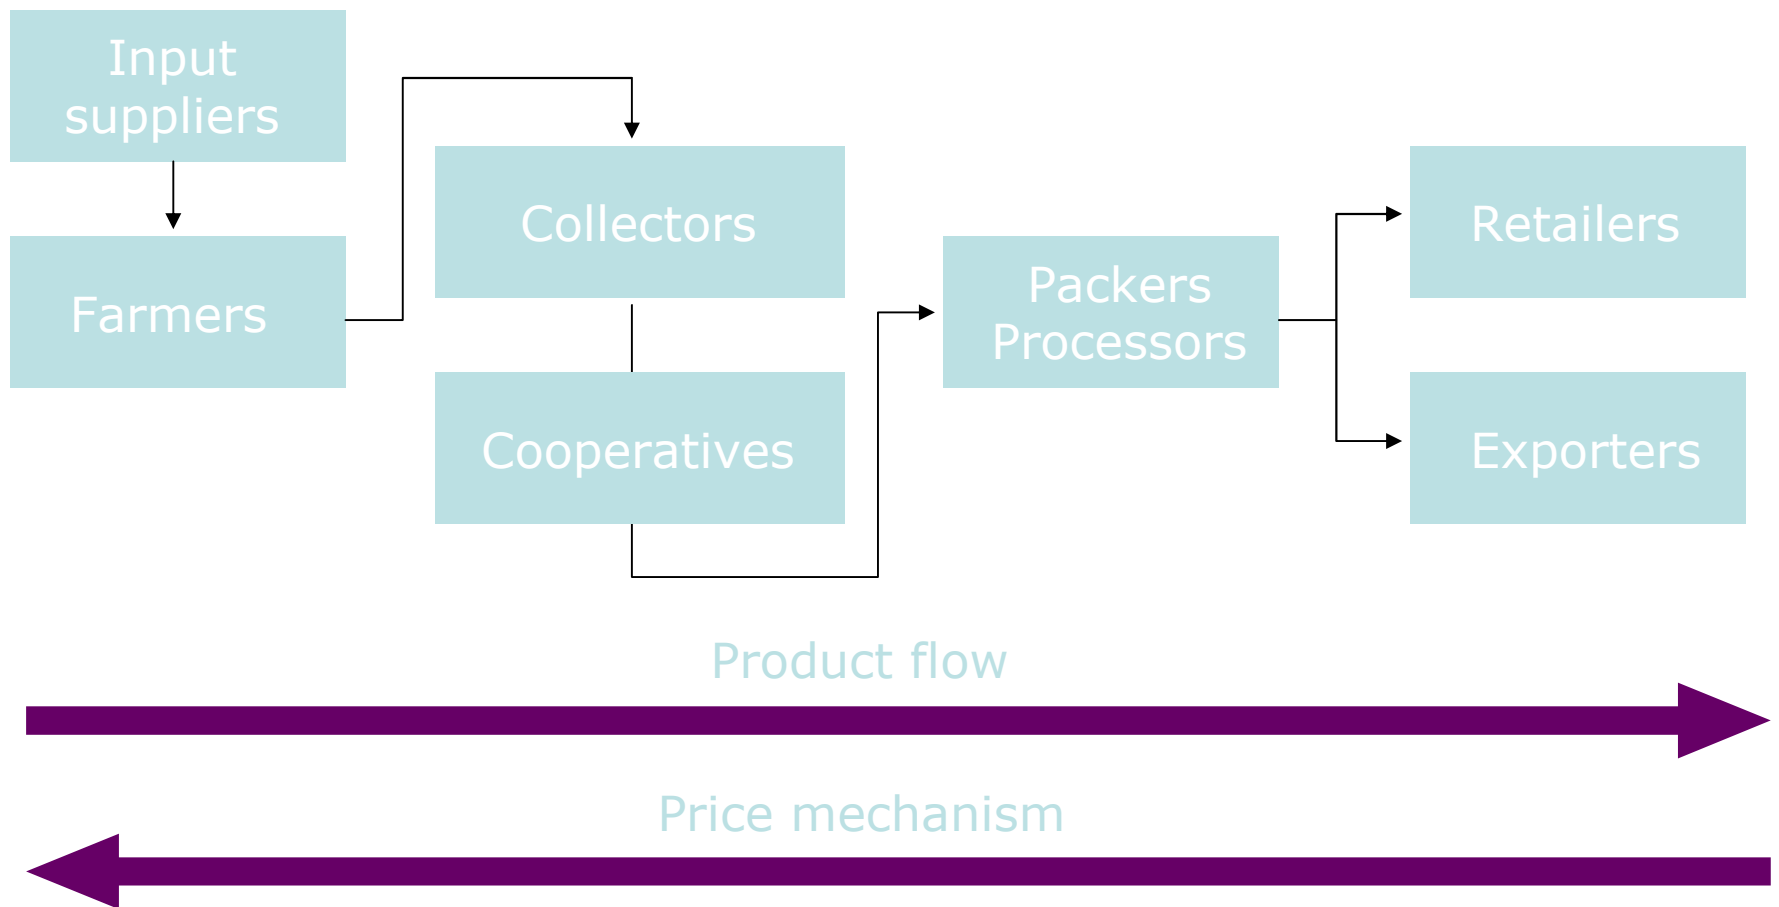 Input
suppliers
Farmers
Collectors
Cooperatives
Packers
Processors
Retailers
Exporters
Product flow
Price mechanism